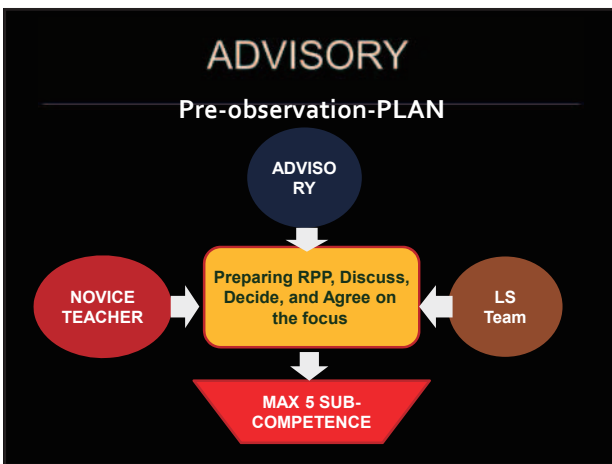 ADVISORY
Pre-observation-PLAN
ADVISO
RY
Preparing RPP, Discuss,
Decide, and Agree on
the focus
NOVICE
TEACHER
LS
Team
MAX 5 SUB-
COMPETENCE